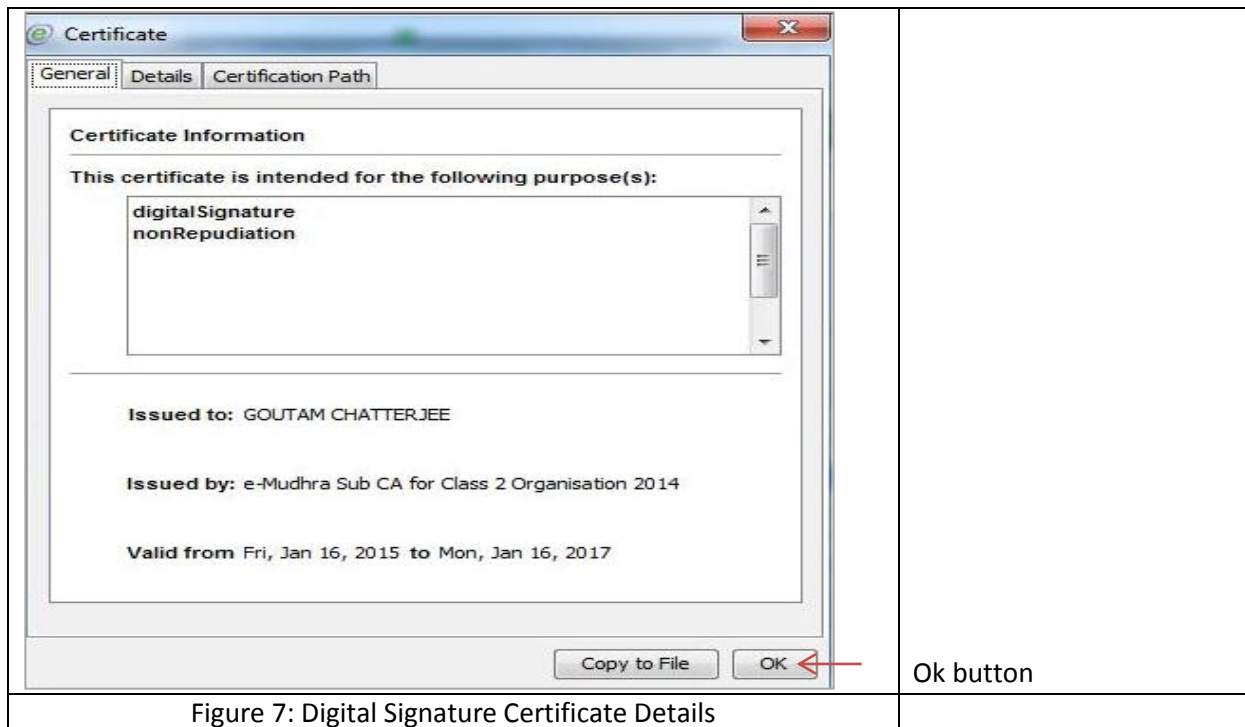 Certificate
General Details Certification Path
Certificate Information
This certificate is intended for the following purpose(s):
digitalSignature
nonRepudiation
Issued to: GOUTAM CHATTERJEE
Issued by: e-Mudhra Sub CA for Class 2 Organisation 2014
Valid from Fri, Jan 16, 2015 to Mon, Jan 16, 2017
Copy to File OK
Ok button
Figure 7: Digital Signature Certificate Details